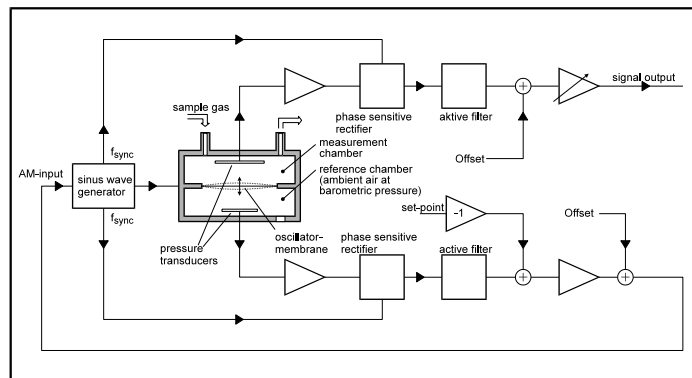 signal output
sample gas
phase sensitive
rectifier
aktive filter
measurement
chamber
Offset
f_sync
reference chamber
(ambient air at
barometric pressure)
AM-input
sinus wave
generator
set-point
-1
Offset
f_sync
pressure
transducers
oscillator-
membrane
phase sensitive
rectifier
active filter